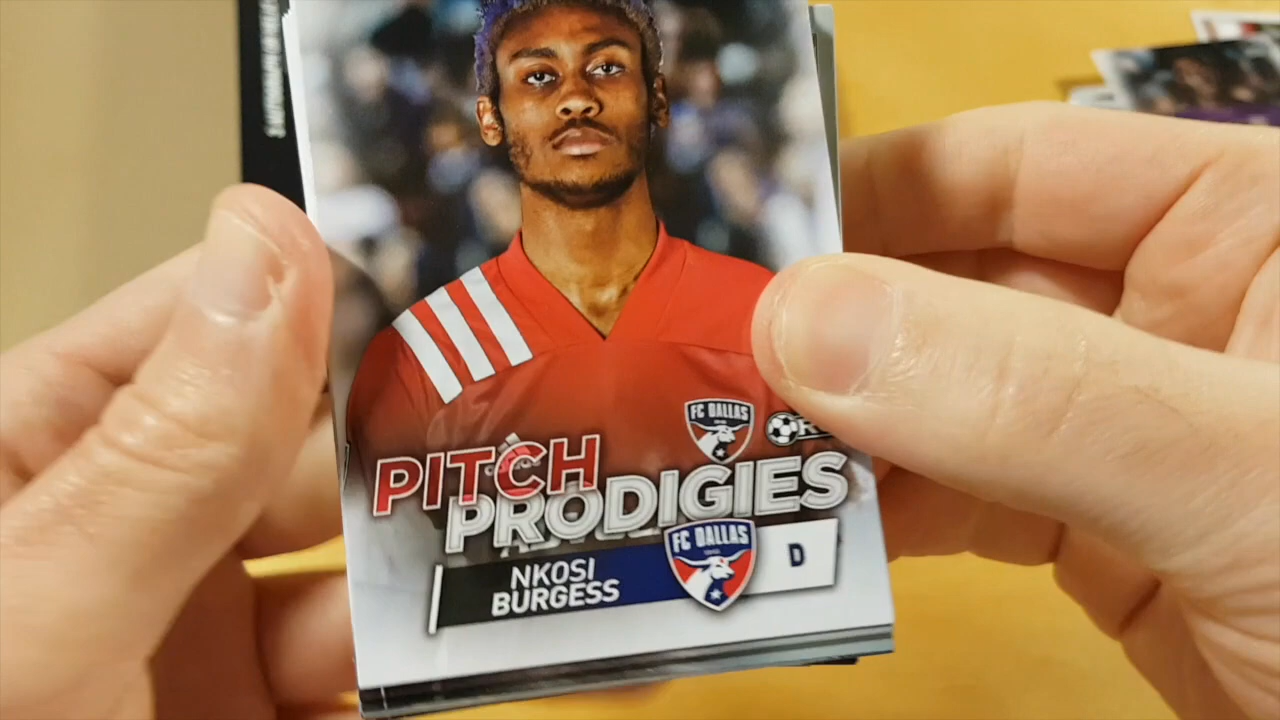 FC DALLAS
PITCH
PRODIGIES
FC DALLAS
NKOSI
BURGESS
D